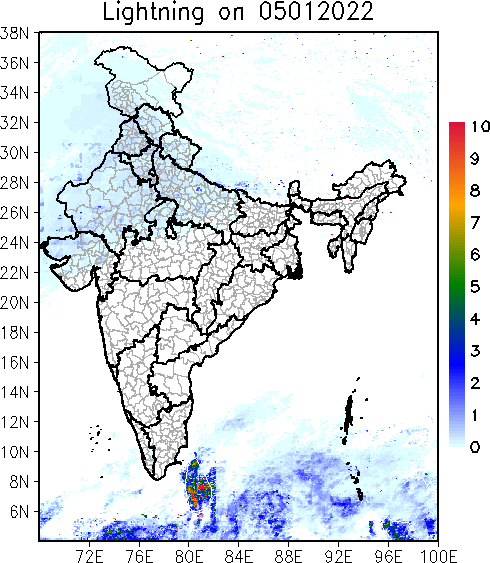 Lightning on 05012022
38N
36N
34N
32N
30N
28N
26N
24N
22N
20N
18N
16N
14N
12N
10N
8N
6N
72E 76E 80E 84E 88E 92E 96E 100E
10
9
8
7
6
5
4
3
2
1
0